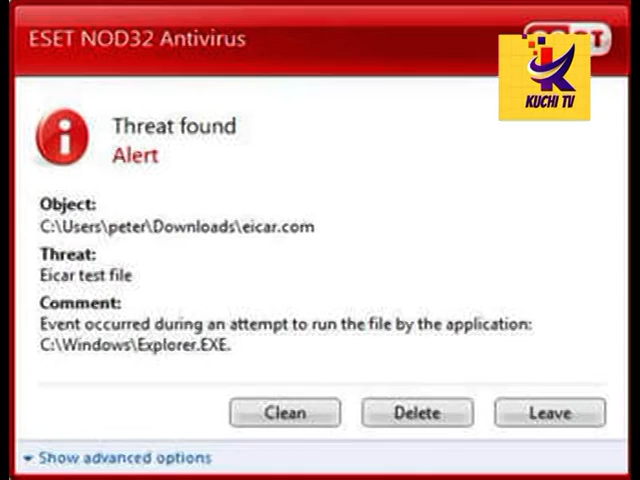 ESET NOD32 Antivirus
KUCHI TV
Threat found
Alert
Object:
C:\Users\peter\Downloads\eicar.com
Threat:
Eicar test file
Comment:
Event occurred during an attempt to run the file by the application:
C:\Windows\Explorer.EXE.
Clean
Delete
Leave
Show advanced options